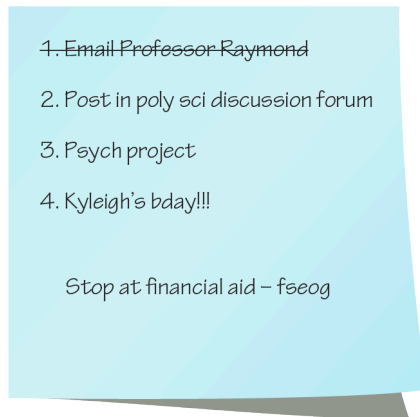 1. Email Professor Raymond
2. Post in poly sci discussion forum
3. Psych project
4. Kyleigh's bday!!!
Stop at financial aid – fseog